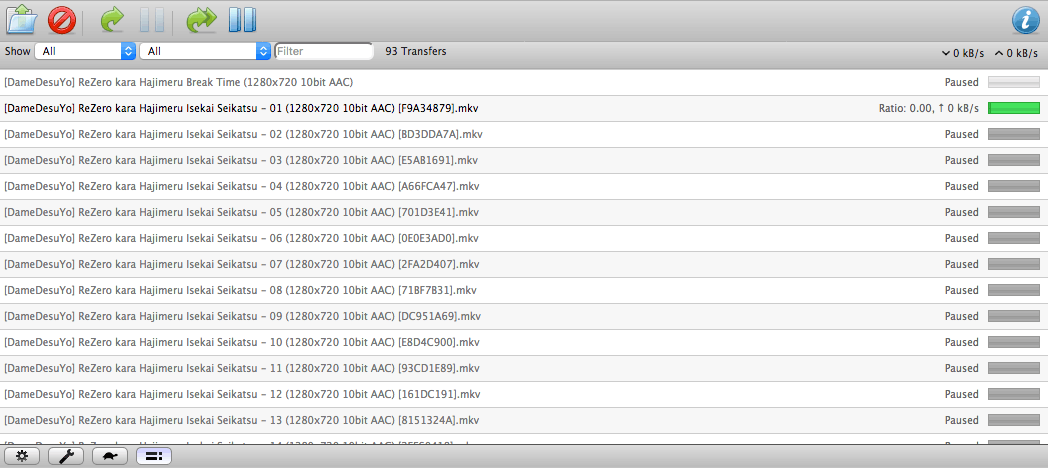 Show All All Filter 93 Transfers 0 kB/s 0 kB/s
[DameDesuYo] ReZero kara Hajimeru Break Time (1280x720 10bit AAC) Paused
[DameDesuYo] ReZero kara Hajimeru Isekai Seikatsu - 01 (1280x720 10bit AAC) [F9A34879].mkv Ratio: 0.00, ↑ 0 kB/s
[DameDesuYo] ReZero kara Hajimeru Isekai Seikatsu - 02 (1280x720 10bit AAC) [BD3DDA7A].mkv Paused
[DameDesuYo] ReZero kara Hajimeru Isekai Seikatsu - 03 (1280x720 10bit AAC) [E5AB1691].mkv Paused
[DameDesuYo] ReZero kara Hajimeru Isekai Seikatsu - 04 (1280x720 10bit AAC) [A66FCA47].mkv Paused
[DameDesuYo] ReZero kara Hajimeru Isekai Seikatsu - 05 (1280x720 10bit AAC) [701D3E41].mkv Paused
[DameDesuYo] ReZero kara Hajimeru Isekai Seikatsu - 06 (1280x720 10bit AAC) [0E0E3AD0].mkv Paused
[DameDesuYo] ReZero kara Hajimeru Isekai Seikatsu - 07 (1280x720 10bit AAC) [2FA2D407].mkv Paused
[DameDesuYo] ReZero kara Hajimeru Isekai Seikatsu - 08 (1280x720 10bit AAC) [71BF7B31].mkv Paused
[DameDesuYo] ReZero kara Hajimeru Isekai Seikatsu - 09 (1280x720 10bit AAC) [DC951A69].mkv Paused
[DameDesuYo] ReZero kara Hajimeru Isekai Seikatsu - 10 (1280x720 10bit AAC) [E8D4C900].mkv Paused
[DameDesuYo] ReZero kara Hajimeru Isekai Seikatsu - 11 (1280x720 10bit AAC) [93CD1E89].mkv Paused
[DameDesuYo] ReZero kara Hajimeru Isekai Seikatsu - 12 (1280x720 10bit AAC) [161DC191].mkv Paused
[DameDesuYo] ReZero kara Hajimeru Isekai Seikatsu - 13 (1280x720 10bit AAC) [8151324A].mkv Paused